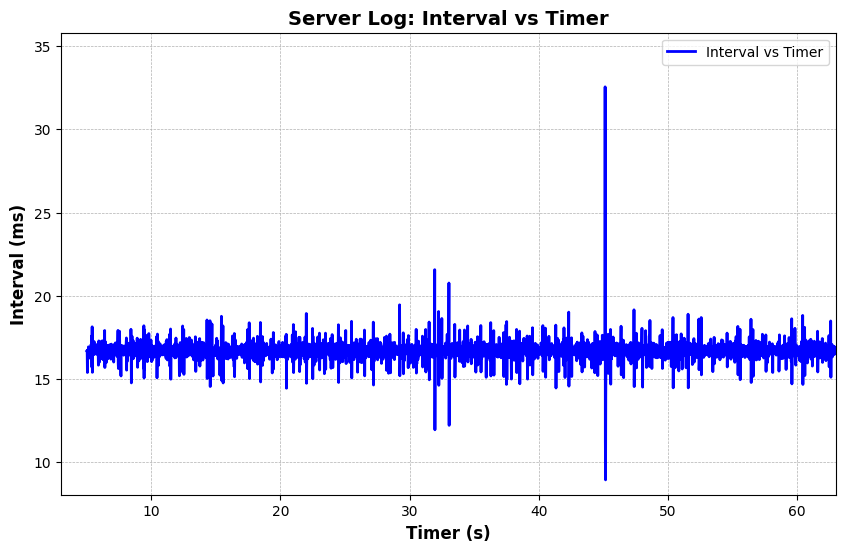 Server Log: Interval vs Timer
Interval vs Timer
35
30
25
20
15
10
Interval (ms)
10 20 30 40 50 60
Timer (s)